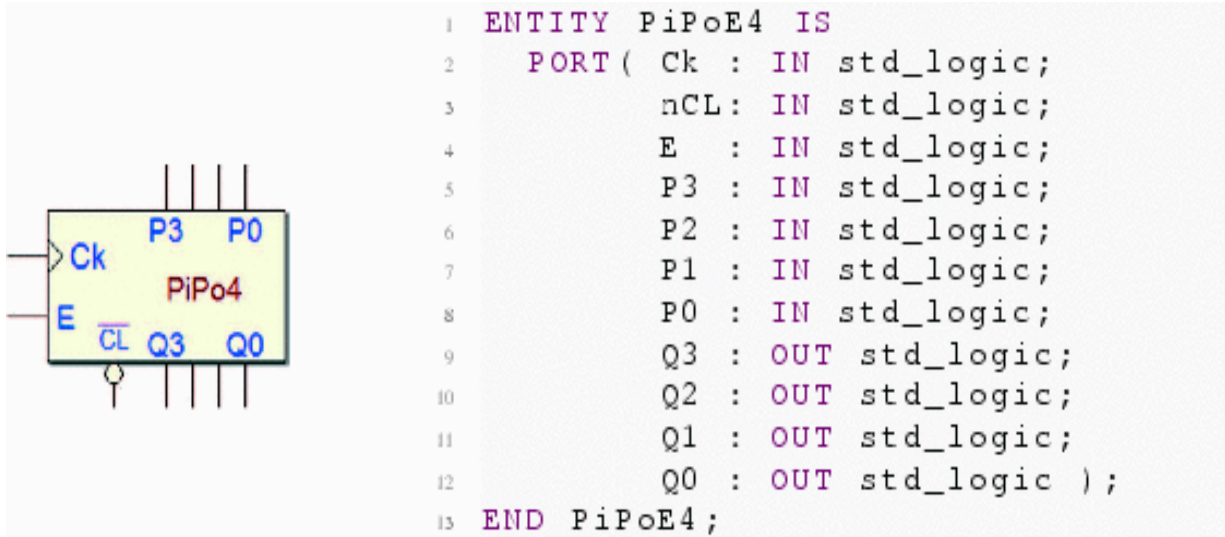 P3 P0
Ck
PiPo4
E
CL Q3 Q0
1 ENTITY PiPoE4 IS
2 PORT( Ck : IN std_logic;
3 nCL: IN std_logic;
4 E : IN std_logic;
5 P3 : IN std_logic;
6 P2 : IN std_logic;
7 P1 : IN std_logic;
8 P0 : IN std_logic;
9 Q3 : OUT std_logic;
10 Q2 : OUT std_logic;
11 Q1 : OUT std_logic;
12 Q0 : OUT std_logic );
13 END PiPoE4;